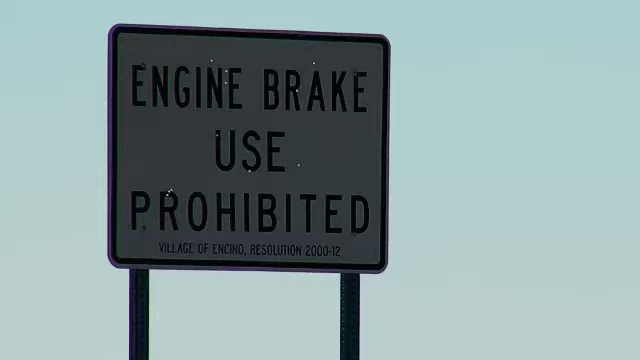 ENGINE BRAKE
USE
PROHIBITED
VILLAGE OF ENCINO, RESOLUTION 2000-12